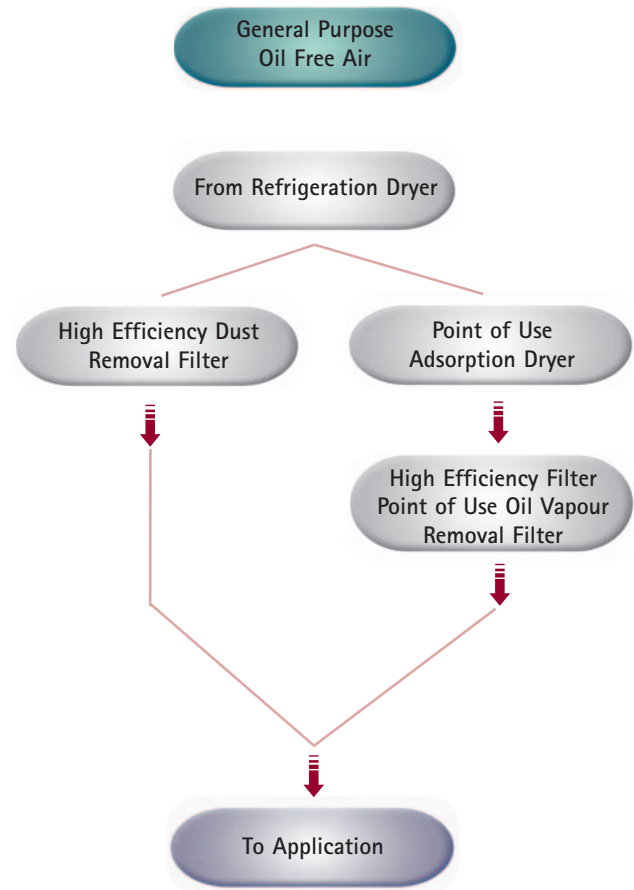 General Purpose
Oil Free Air
From Refrigeration Dryer
High Efficiency Dust
Removal Filter
Point of Use
Adsorption Dryer
High Efficiency Filter
Point of Use Oil Vapour
Removal Filter
To Application